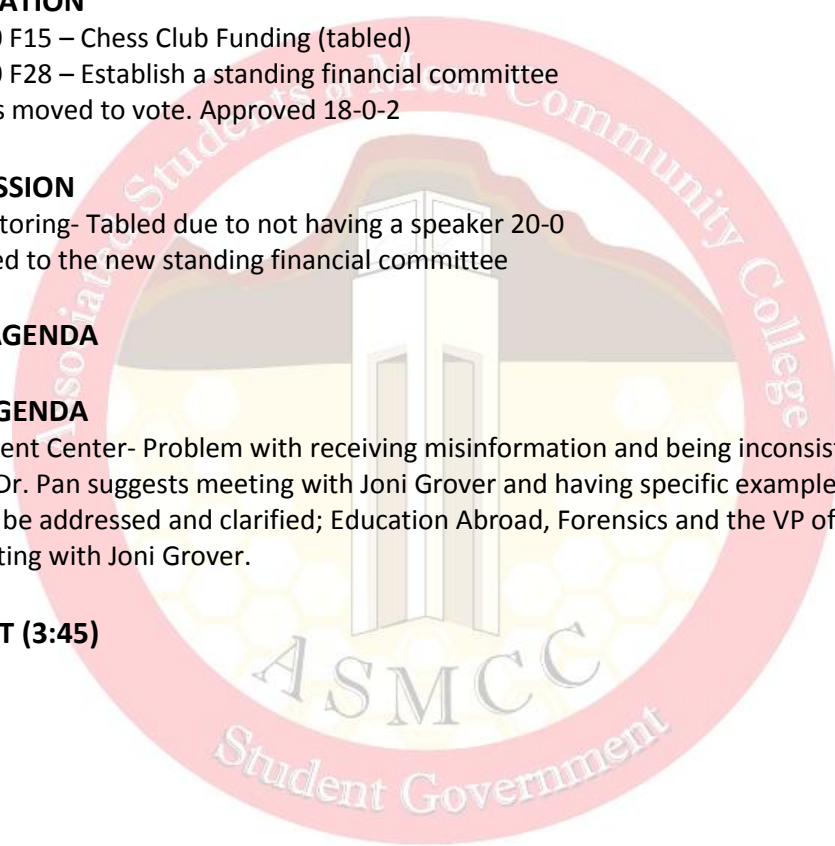 ATION
0 F15 – Chess Club Funding (tabled)
0 F28 – Establish a standing financial committee
s moved to vote. Approved 18-0-2
SSION
toring- Tabled due to not having a speaker 20-0
ed to the new standing financial committee
AGENDA
GENDA
ent Center- Problem with receiving misinformation and being inconsist
Dr. Pan suggests meeting with Joni Grover and having specific example
be addressed and clarified; Education Abroad, Forensics and the VP of
ting with Joni Grover.
T (3:45)
Associated Students of Mesa Community College
ASMCC
Student Government